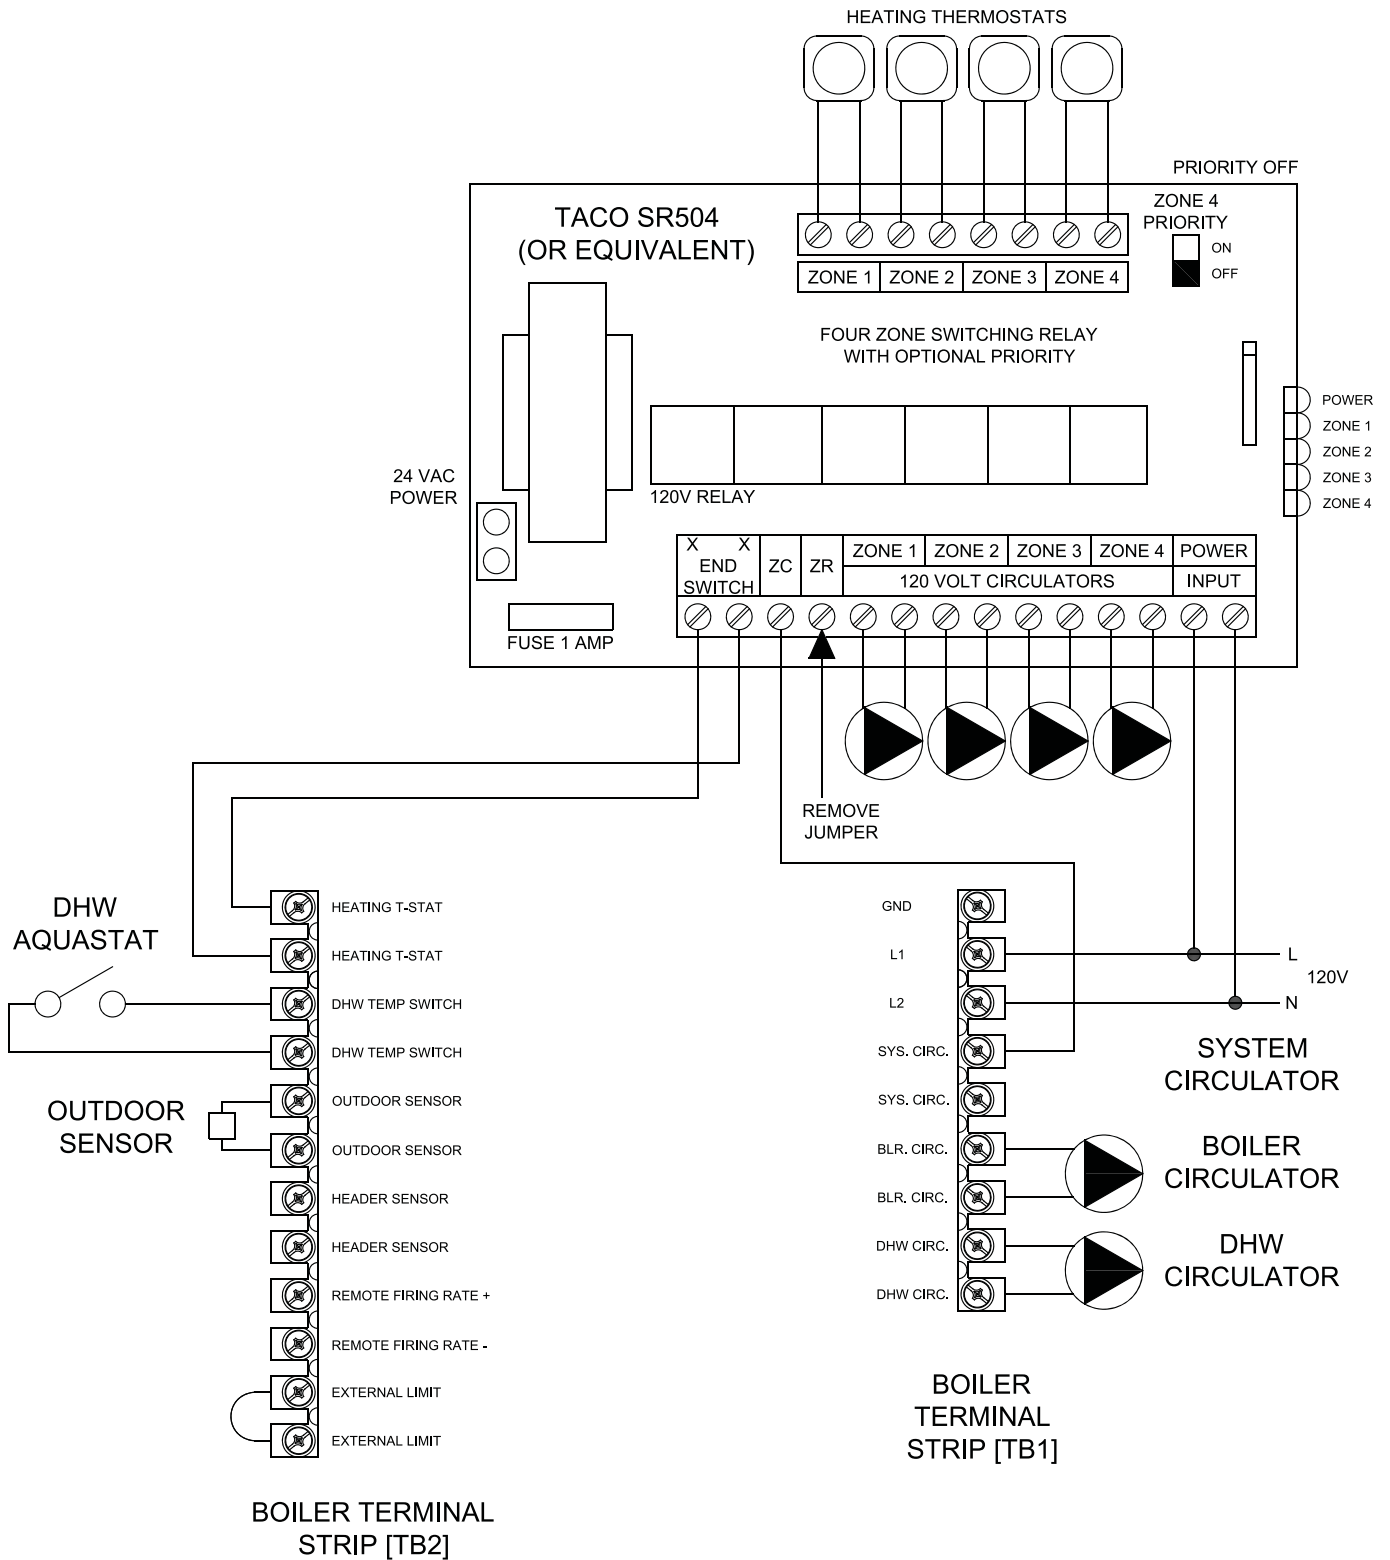 HEATING THERMOSTATS
PRIORITY OFF
TACO SR504
(OR EQUIVALENT)
ZONE 4
PRIORITY
ON
OFF
ZONE 1 ZONE 2 ZONE 3 ZONE 4
FOUR ZONE SWITCHING RELAY
WITH OPTIONAL PRIORITY
POWER
ZONE 1
ZONE 2
ZONE 3
ZONE 4
24 VAC
POWER
120V RELAY
X X
END
SWITCH
ZC
ZR
ZONE 1 ZONE 2 ZONE 3 ZONE 4
120 VOLT CIRCULATORS
POWER
INPUT
FUSE 1 AMP
REMOVE
JUMPER
DHW
AQUASTAT
OUTDOOR
SENSOR
HEATING T-STAT
HEATING T-STAT
DHW TEMP SWITCH
DHW TEMP SWITCH
OUTDOOR SENSOR
OUTDOOR SENSOR
HEADER SENSOR
HEADER SENSOR
REMOTE FIRING RATE +
REMOTE FIRING RATE -
EXTERNAL LIMIT
EXTERNAL LIMIT
BOILER TERMINAL
STRIP [TB2]
GND
L1
L2
SYS. CIRC.
SYS. CIRC.
BLR. CIRC.
BLR. CIRC.
DHW CIRC.
DHW CIRC.
L
120V
N
SYSTEM
CIRCULATOR
BOILER
CIRCULATOR
DHW
CIRCULATOR
BOILER
TERMINAL
STRIP [TB1]